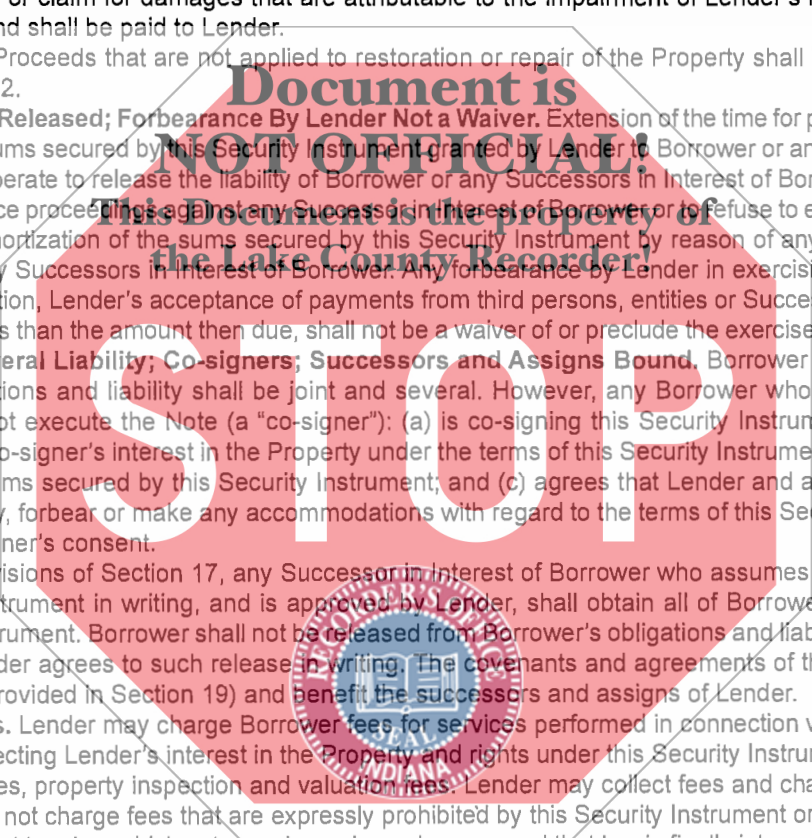 or claim for damages that are attributable to the impairment of Lender's
nd shall be paid to Lender.
Proceeds that are not applied to restoration or repair of the Property shall
2.
Document is
Released; Forbearance By Lender Not a Waiver. Extension of the time for
NOT OFFICIAL!
ums secured by this Security Instrument granted by Lender to Borrower or an
perate to release the liability of Borrower or any Successors in Interest of Bor
This Document is the property of
ce proceedings against any Successor in Interest of Borrower or to refuse to e
nortization of the sums secured by this Security Instrument by reason of any
the Lake County Recorder!
Successors in Interest of Borrower. Any forbearance by Lender in exercisi
tion, Lender's acceptance of payments from third persons, entities or Succe
s than the amount then due, shall not be a waiver of or preclude the exercise
STOP
eral Liability; Co-signers; Successors and Assigns Bound. Borrower
ions and liability shall be joint and several. However, any Borrower who
ot execute the Note (a “co-signer”): (a) is co-signing this Security Instrum
o-signer's interest in the Property under the terms of this Security Instrume
ms secured by this Security Instrument; and (c) agrees that Lender and a
y, forbear or make any accommodations with regard to the terms of this Se
ner's consent.
visions of Section 17, any Successor in Interest of Borrower who assumes
trument in writing, and is approved by Lender, shall obtain all of Borrowe
rument. Borrower shall not be released from Borrower's obligations and liab
der agrees to such release in writing. The covenants and agreements of t
rovided in Section 19) and benefit the successors and assigns of Lender.
s. Lender may charge Borrower fees for services performed in connection v
ecting Lender's interest in the Property and rights under this Security Instru
es, property inspection and valuation fees. Lender may collect fees and cha
not charge fees that are expressly prohibited by this Security Instrument o
RECORDER'S OFFICE
SEAL
INDIANA